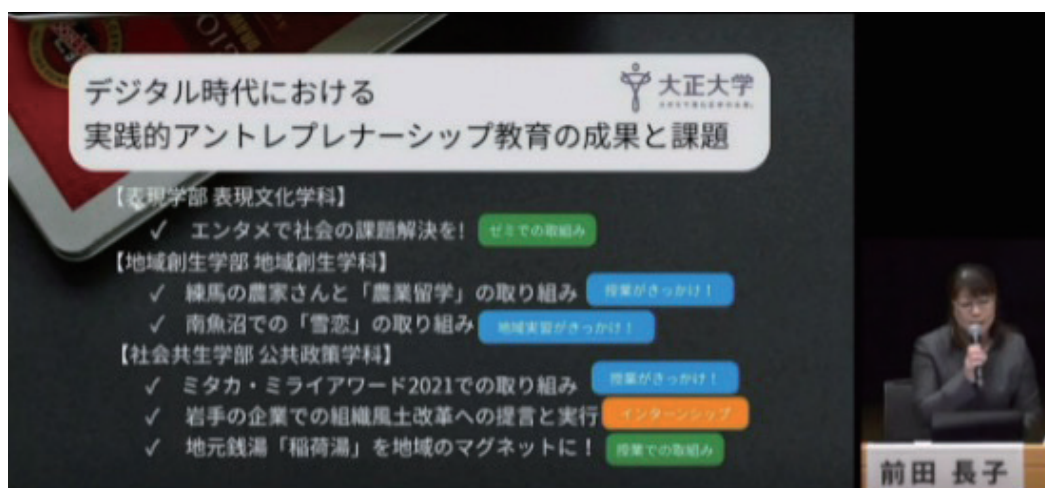 デジタル時代における
大正大学
実践的アントレプレナーシップ教育の成果と課題
【表現学部 表現文化学科】
✓ エンタメで社会の課題解決を! ゼミでの取組み
【地域創生学部 地域創生学科】
✓ 練馬の農家さんと「農業留学」の取り組み 授業がきっかけ!
✓ 南魚沼での「雪恋」の取り組み 地域実習がきっかけ!
【社会共生学部 公共政策学科】
✓ ミタカ・ミライアワード2021での取り組み 授業がきっかけ!
✓ 岩手の企業での組織風土改革への提言と実行 インターンシップ
✓ 地元銭湯「稲荷湯」を地域のマグネットに! 授業での取組み
前田 長子